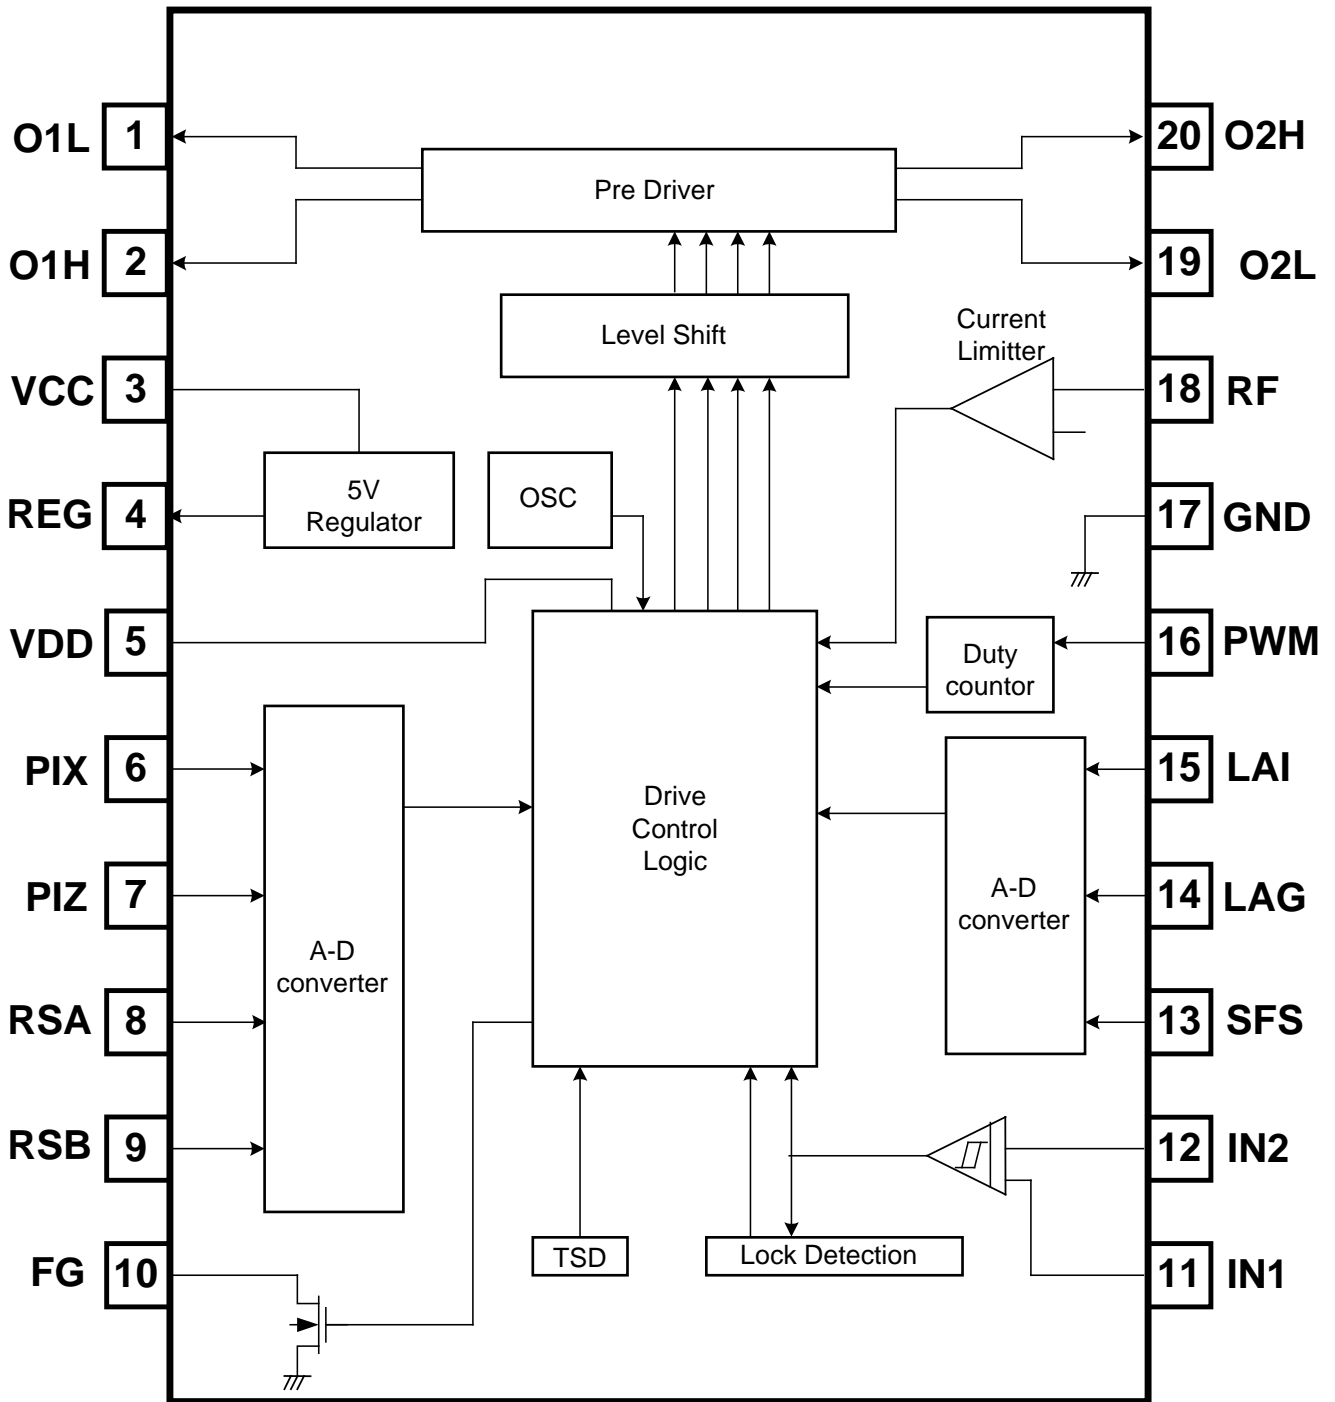 O1L 1
20 O2H
Pre Driver
O1H 2
19 O2L
Level Shift
Current
Limitter
VCC 3
18 RF
5V
Regulator
OSC
REG 4
17 GND
VDD 5
16 PWM
Duty
countor
PIX 6
15 LAI
Drive
Control
Logic
PIZ 7
14 LAG
A-D
converter
A-D
converter
RSA 8
13 SFS
RSB 9
12 IN2
TSD
Lock Detection
FG 10
11 IN1